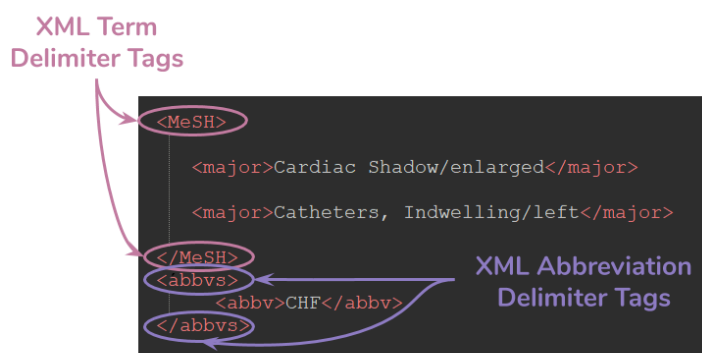 XML Term
Delimiter Tags
<MeSH>
<major>Cardiac Shadow/enlarged</major>
<major>Catheters, Indwelling/left</major>
</MeSH>
<abbvs>
<abbv>CHF</abbv>
</abbvs>
XML Abbreviation
Delimiter Tags